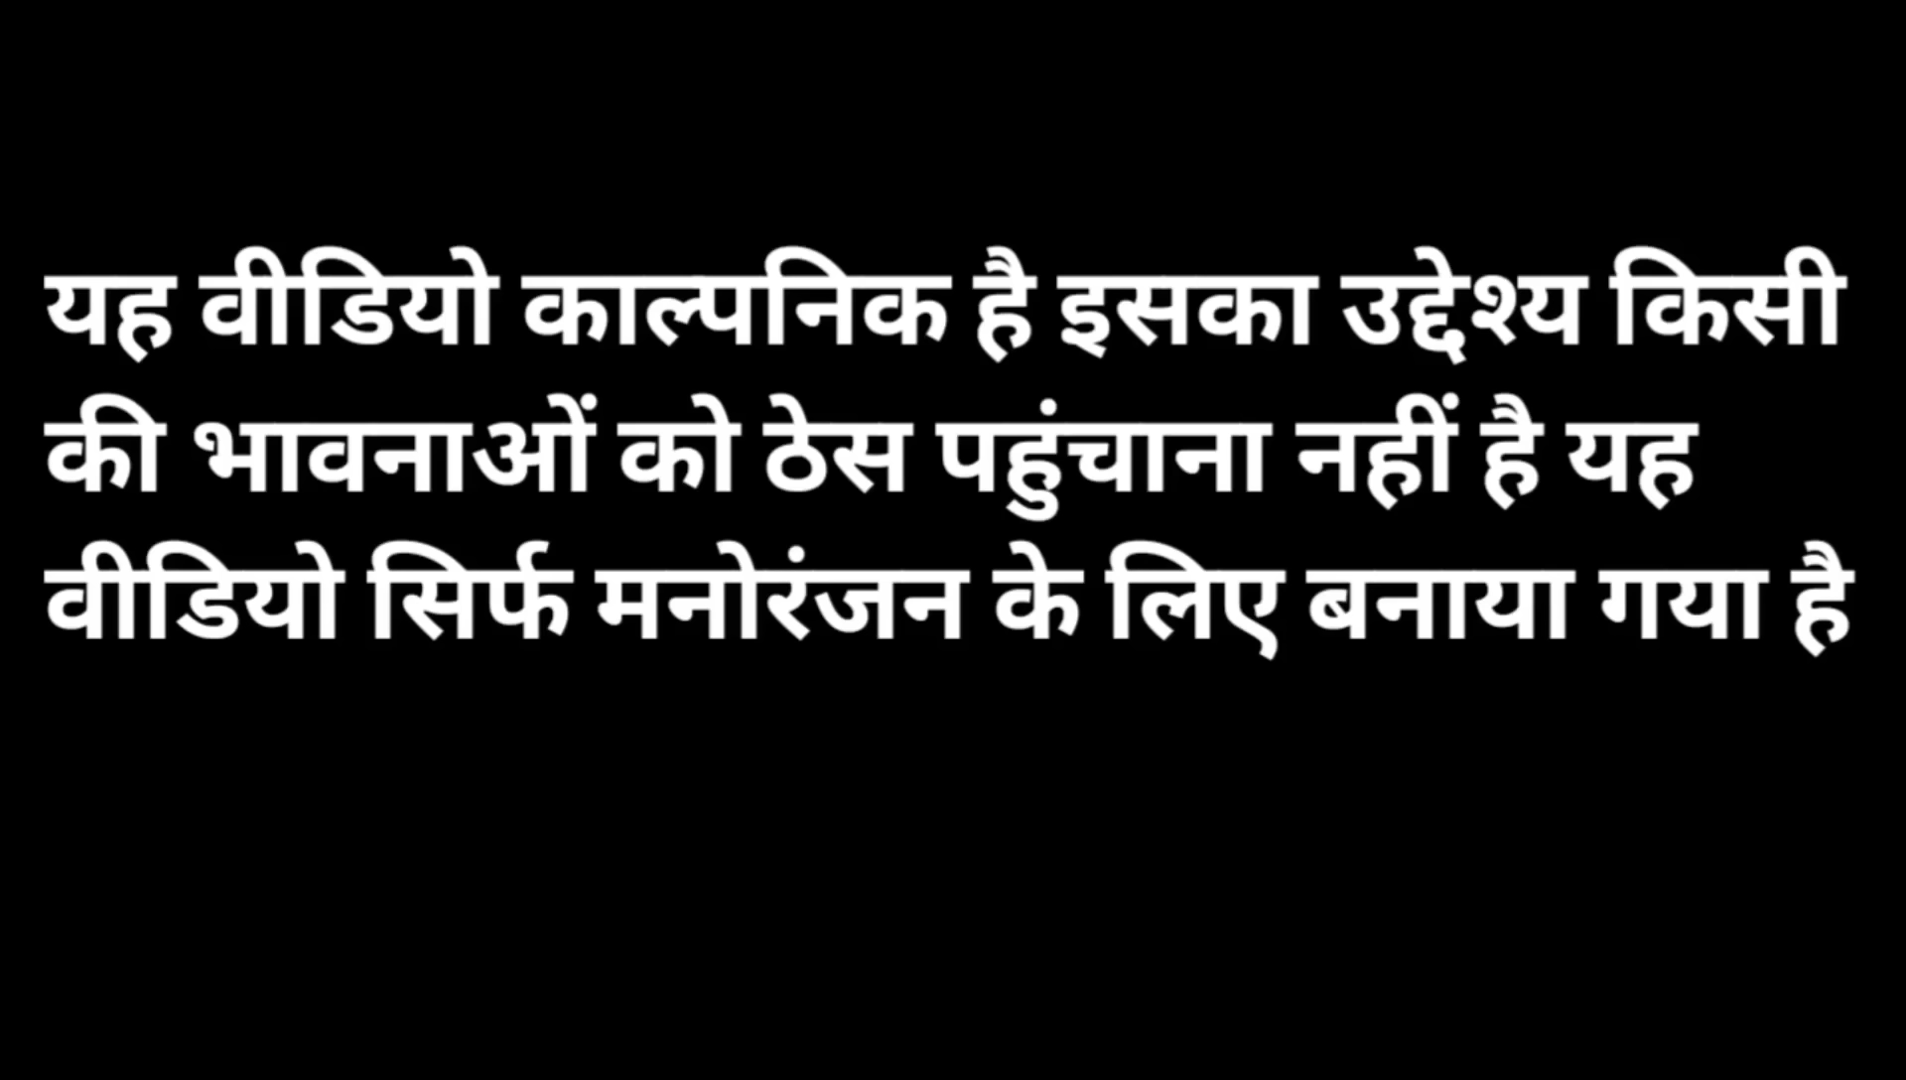 यह वीडियो काल्पनिक है इसका उद्देश्य किसी
की भावनाओं को ठेस पहुंचाना नहीं है यह
वीडियो सिर्फ मनोरंजन के लिए बनाया गया है